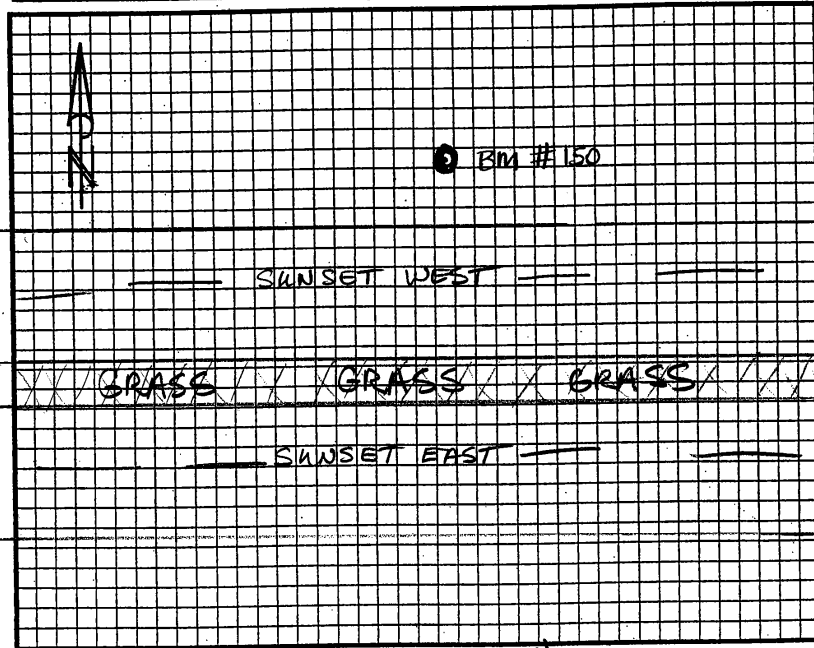 N
BM # 150
SUNSET WEST
GRASS GRASS GRASS
SUNSET EAST